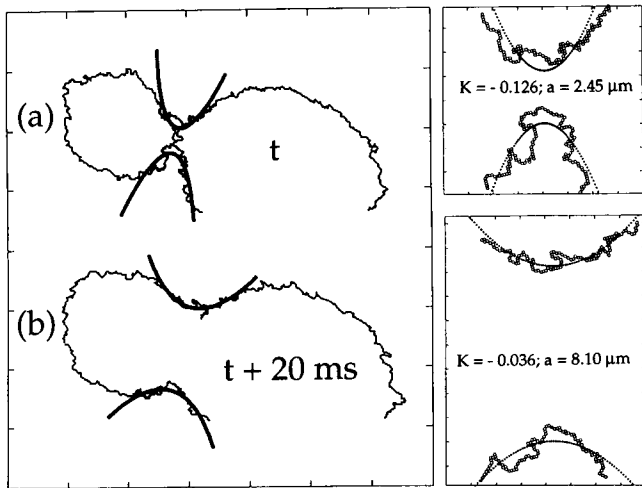 (a)
t
K = - 0.126; a = 2.45 μm
(b)
t + 20 ms
K = - 0.036; a = 8.10 μm